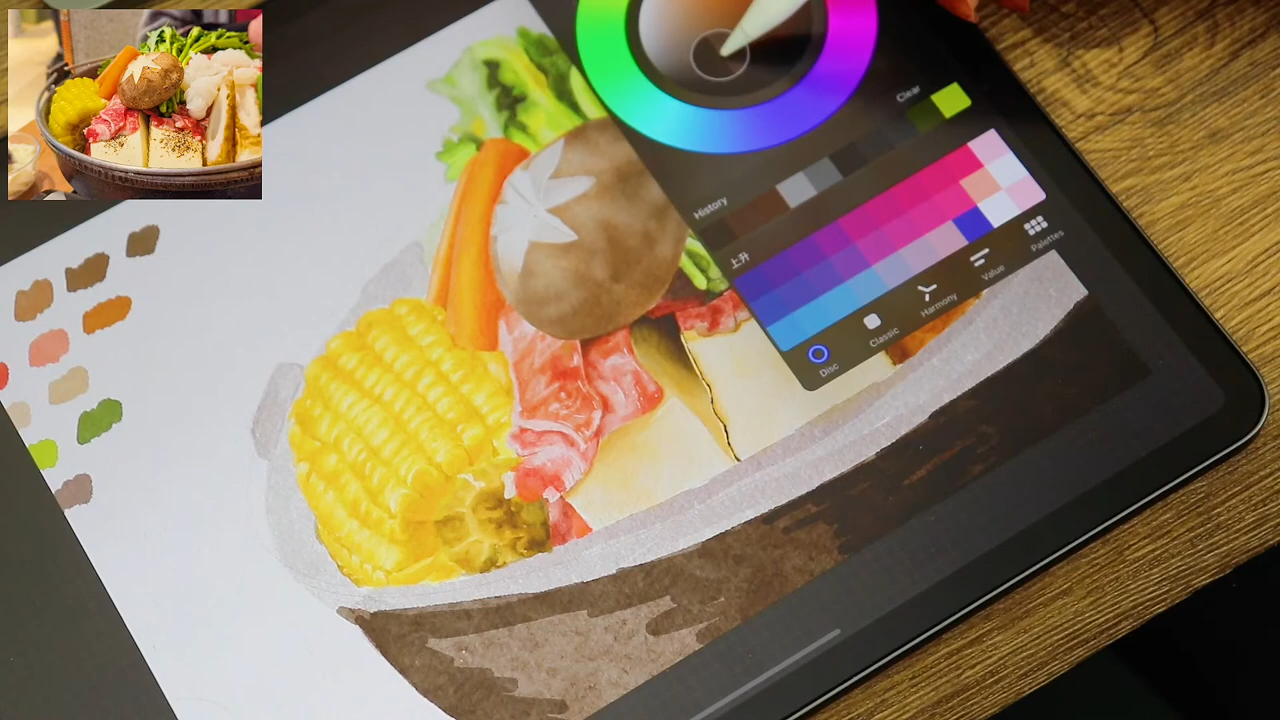 Clear
History
上升
Palettes
Value
Harmony
Classic
Disc